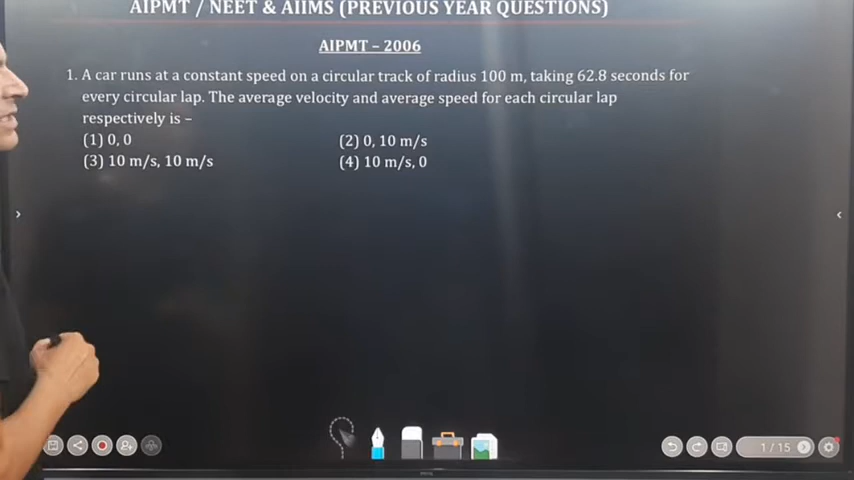 AIPMT / NEET & AIIMS (PREVIOUS YEAR QUESTIONS)
AIPMT – 2006
1. A car runs at a constant speed on a circular track of radius 100 m, taking 62.8 seconds for
every circular lap. The average velocity and average speed for each circular lap
respectively is –
(1) 0, 0
(2) 0, 10 m/s
(3) 10 m/s, 10 m/s
(4) 10 m/s, 0
1 / 15